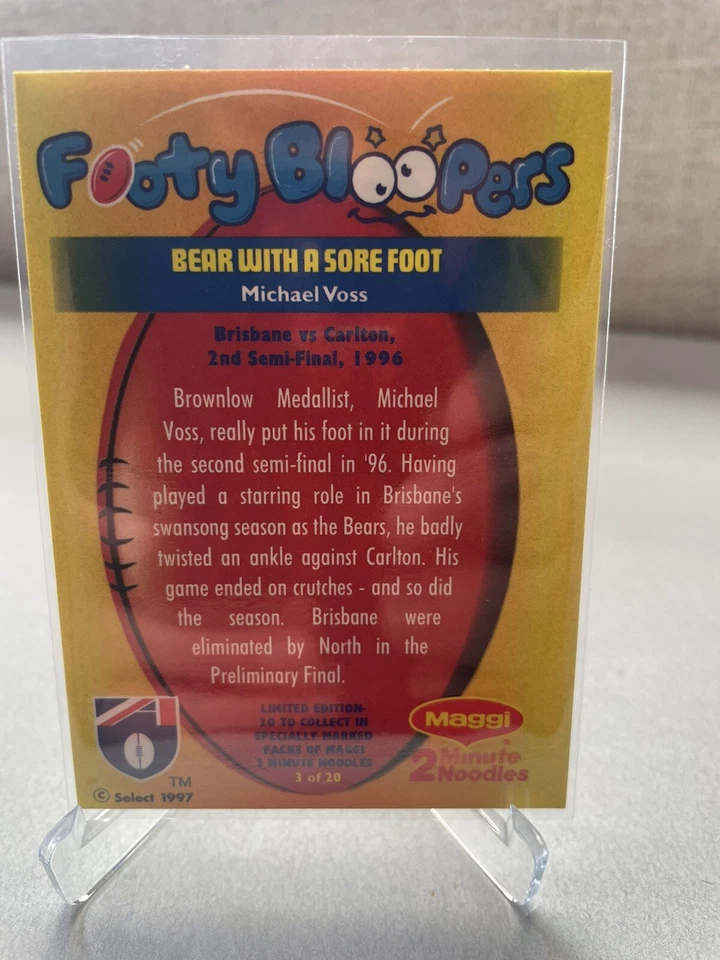 Footy Bloopers
BEAR WITH A SORE FOOT
Michael Voss
Brisbane vs Carlton,
2nd Semi-Final, 1996
Brownlow Medallist, Michael
Voss, really put his foot in it during
the second semi-final in '96. Having
played a starring role in Brisbane's
swansong season as the Bears, he badly
twisted an ankle against Carlton. His
game ended on crutches - and so did
the season. Brisbane were
eliminated by North in the
Preliminary Final.
LIMITED EDITION-
20 TO COLLECT IN
SPECIALLY MARKED
PACKS OF MAGGI
2 MINUTE NOODLES
3 of 20
TM
© Select 1997
Maggi
2 Minute
Noodles